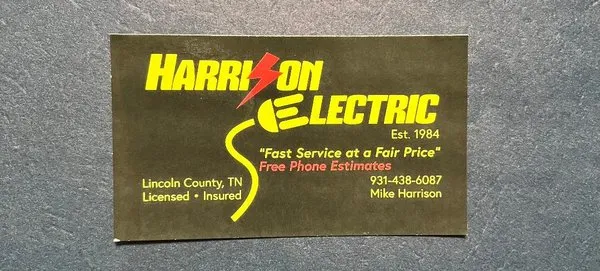 HARRISON
ELECTRIC
Est. 1984
"Fast Service at a Fair Price"
Free Phone Estimates
Lincoln County, TN
Licensed • Insured
931-438-6087
Mike Harrison